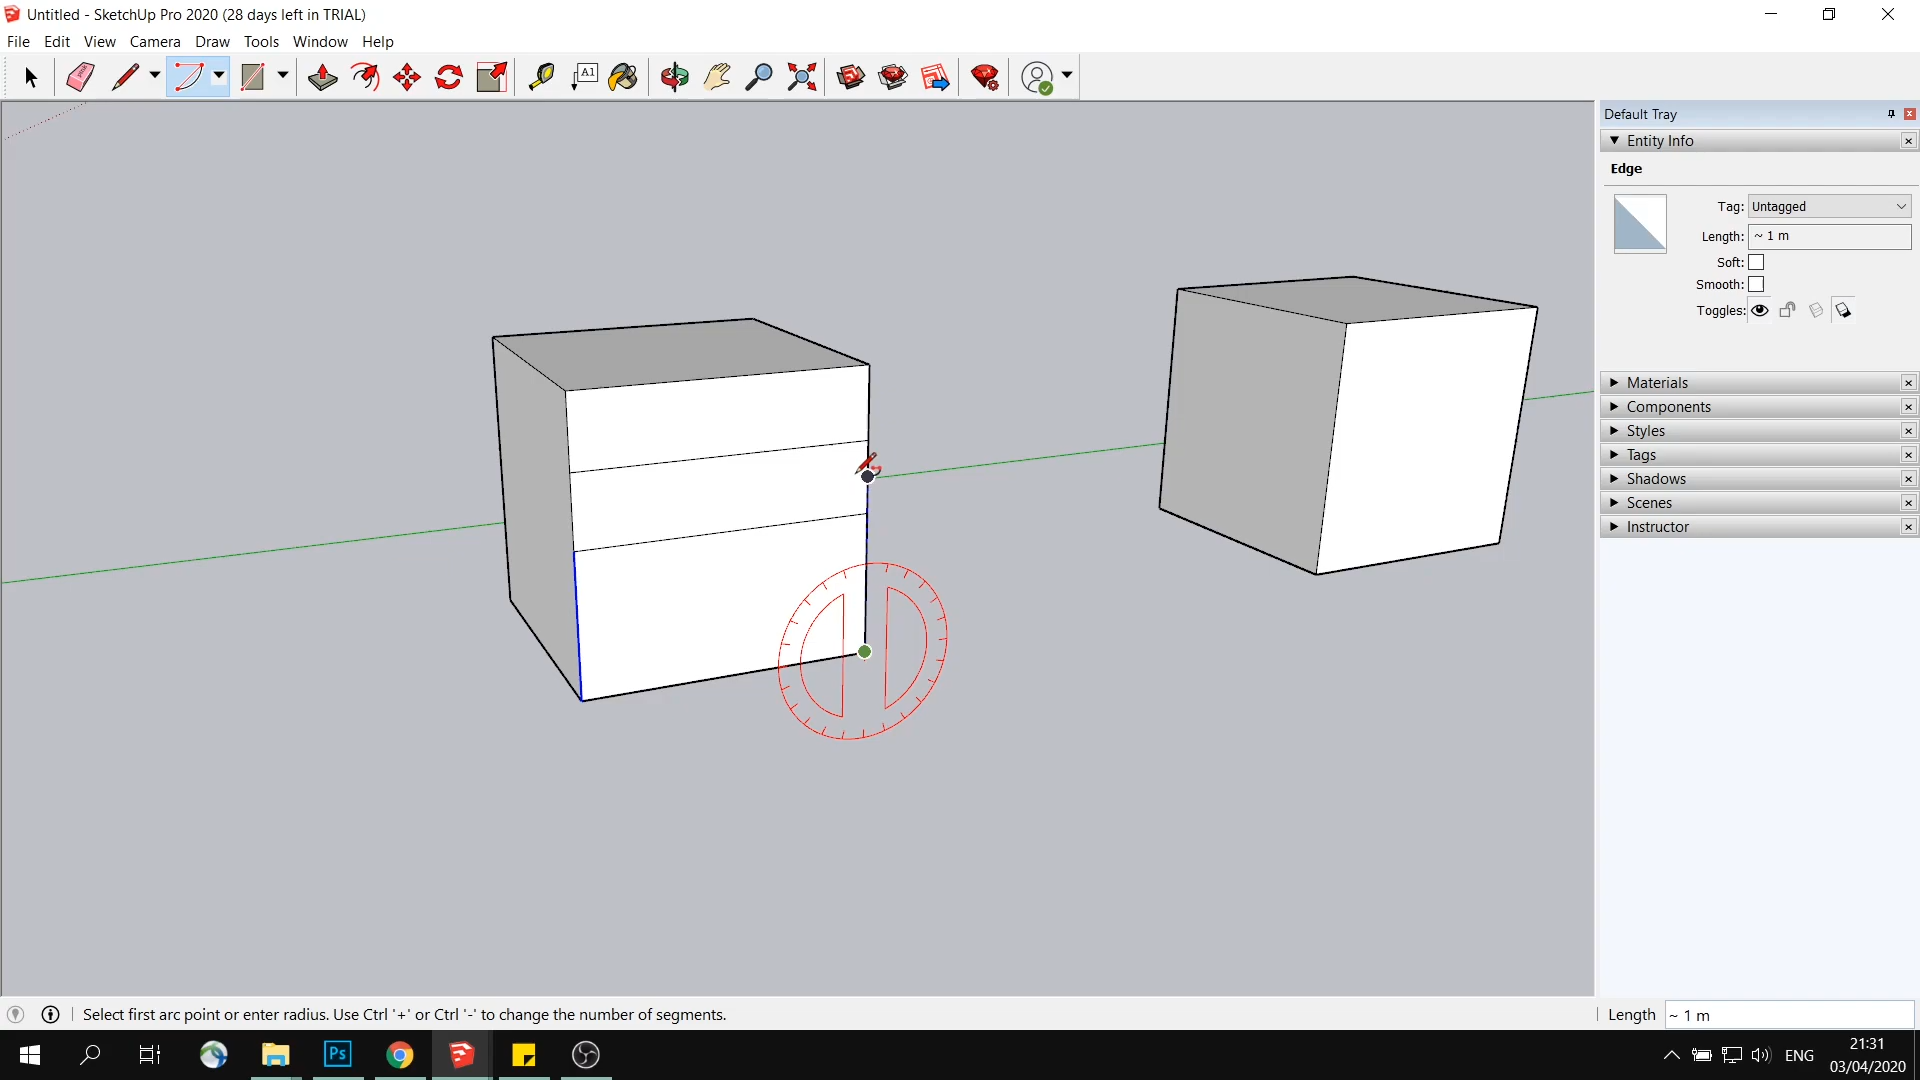 Untitled - SketchUp Pro 2020 (28 days left in TRIAL)
File Edit View Camera Draw Tools Window Help
A1
Default Tray
Entity Info
Edge
Tag: Untagged
Length: ~ 1 m
Soft:
Smooth:
Toggles:
Materials
Components
Styles
Tags
Shadows
Scenes
Instructor
Select first arc point or enter radius. Use Ctrl '+' or Ctrl '-' to change the number of segments.
Length ~ 1 m
Ps
ENG
21:31
03/04/2020